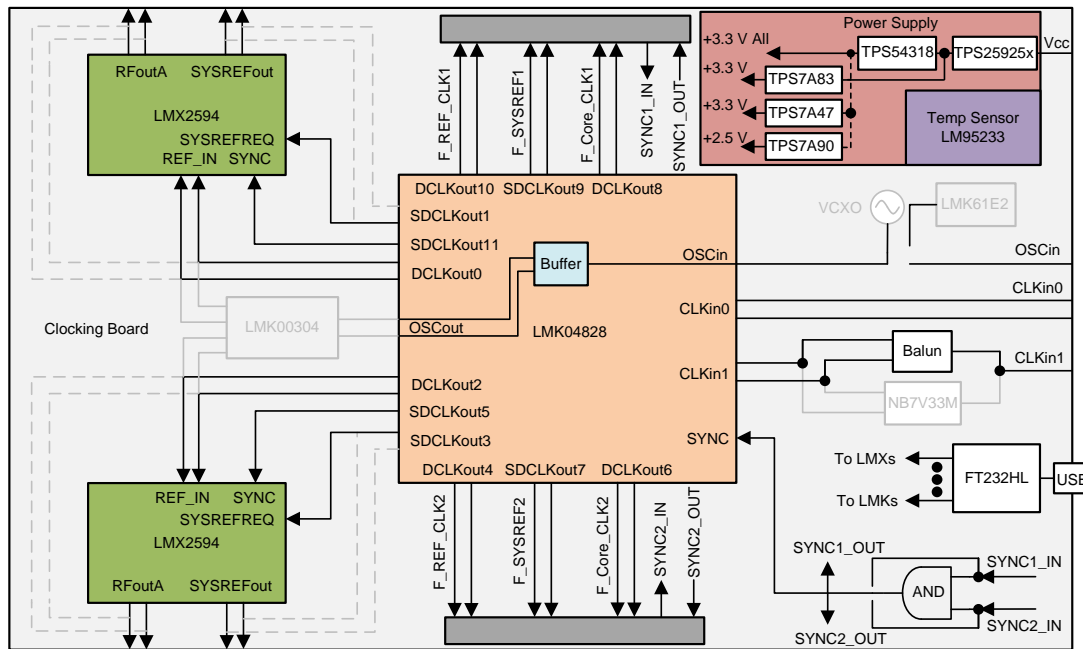 RFoutA SYSREFout
LMX2594
SYSREFREQ
REF_IN SYNC
F_REF_CLK1
F_SYSREF1
F_Core_CLK1
SYNC1_IN
SYNC1_OUT
Power Supply
+3.3 V All
TPS54318
TPS25925x
Vcc
+3.3 V
TPS7A83
+3.3 V
TPS7A47
+2.5 V
TPS7A90
Temp Sensor
LM95233
DCLKout10 SDCLKout9 DCLKout8
SDCLKout1
SDCLKout11
DCLKout0
Buffer
OSCin
VCXO
LMK61E2
OSCin
CLKin0
CLKin0
Clocking Board
LMK00304
OSCout
LMK04828
DCLKout2
SDCLKout5
SDCLKout3
CLKin1
Balun
CLKin1
NB7V33M
SYNC
DCLKout4 SDCLKout7 DCLKout6
To LMXs
To LMKs
FT232HL
USB
REF_IN SYNC
SYSREFREQ
LMX2594
RFoutA SYSREFout
F_REF_CLK2
F_SYSREF2
F_Core_CLK2
SYNC2_IN
SYNC2_OUT
SYNC1_OUT
SYNC2_OUT
AND
SYNC1_IN
SYNC2_IN